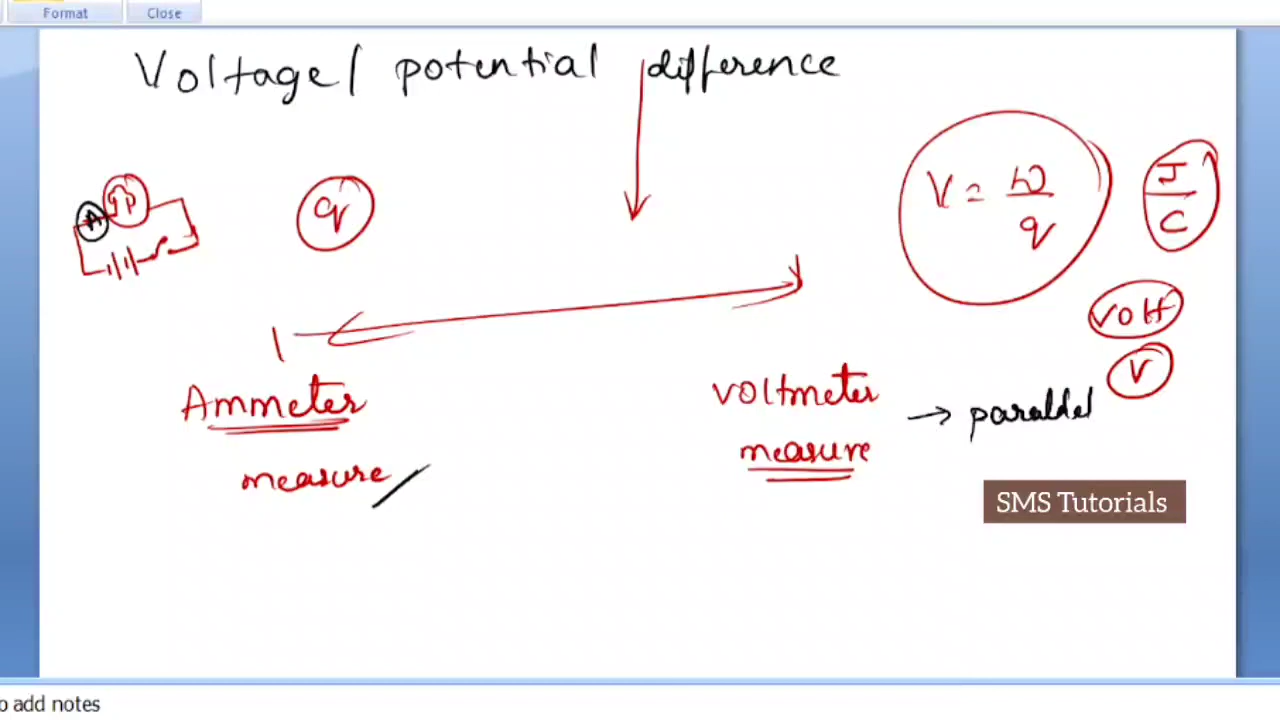 Format Close
Voltage/ potential difference
A
q
V = W/q
J/C
volt
V
Ammeter
measure
voltmeter
measure
→ parallel
SMS Tutorials
o add notes